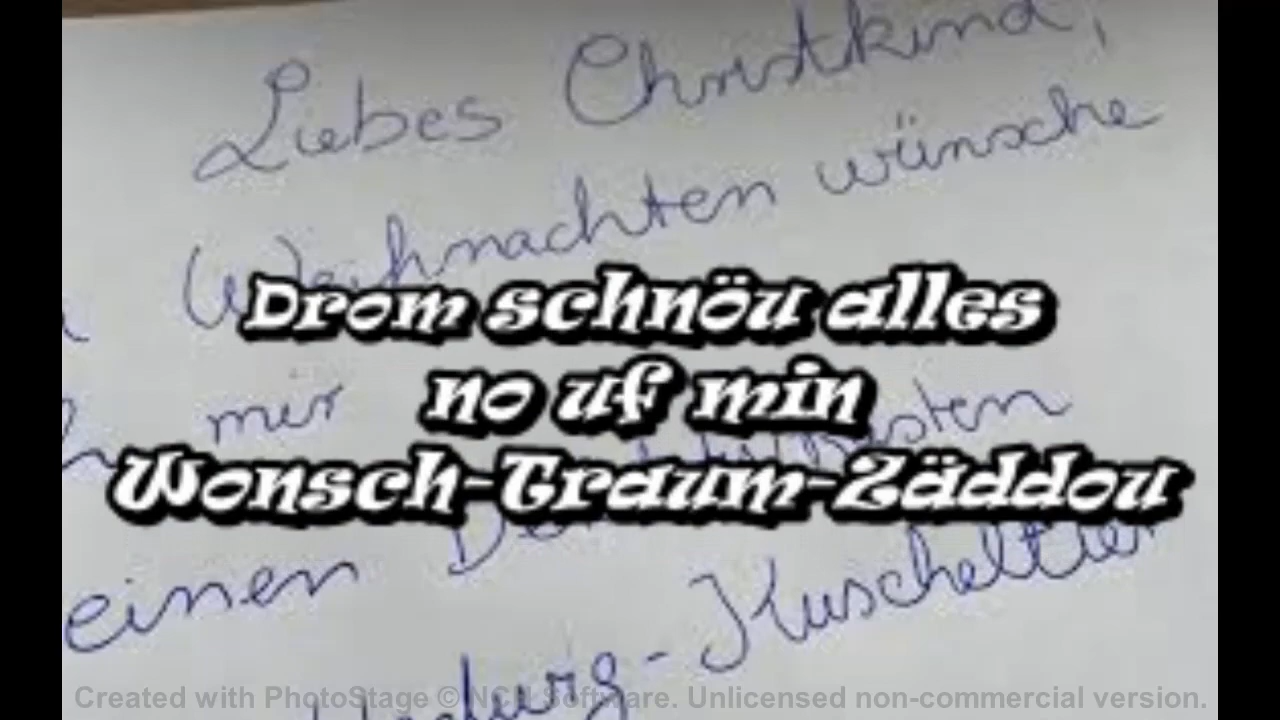 Liebes Christkind,
Weihnachten wünsche
Drom schnöu alles
no uf min
mir
Wonsch-Traum-Zäddou
einen
-Kuscheltier
Created with PhotoStage © NCH Software. Unlicensed non-commercial version.